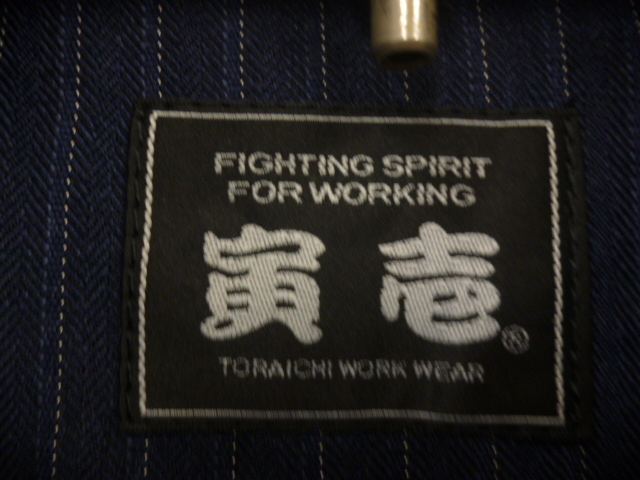 FIGHTING SPIRIT
FOR WORKING
寅壱®
TORAICHI WORK WEAR